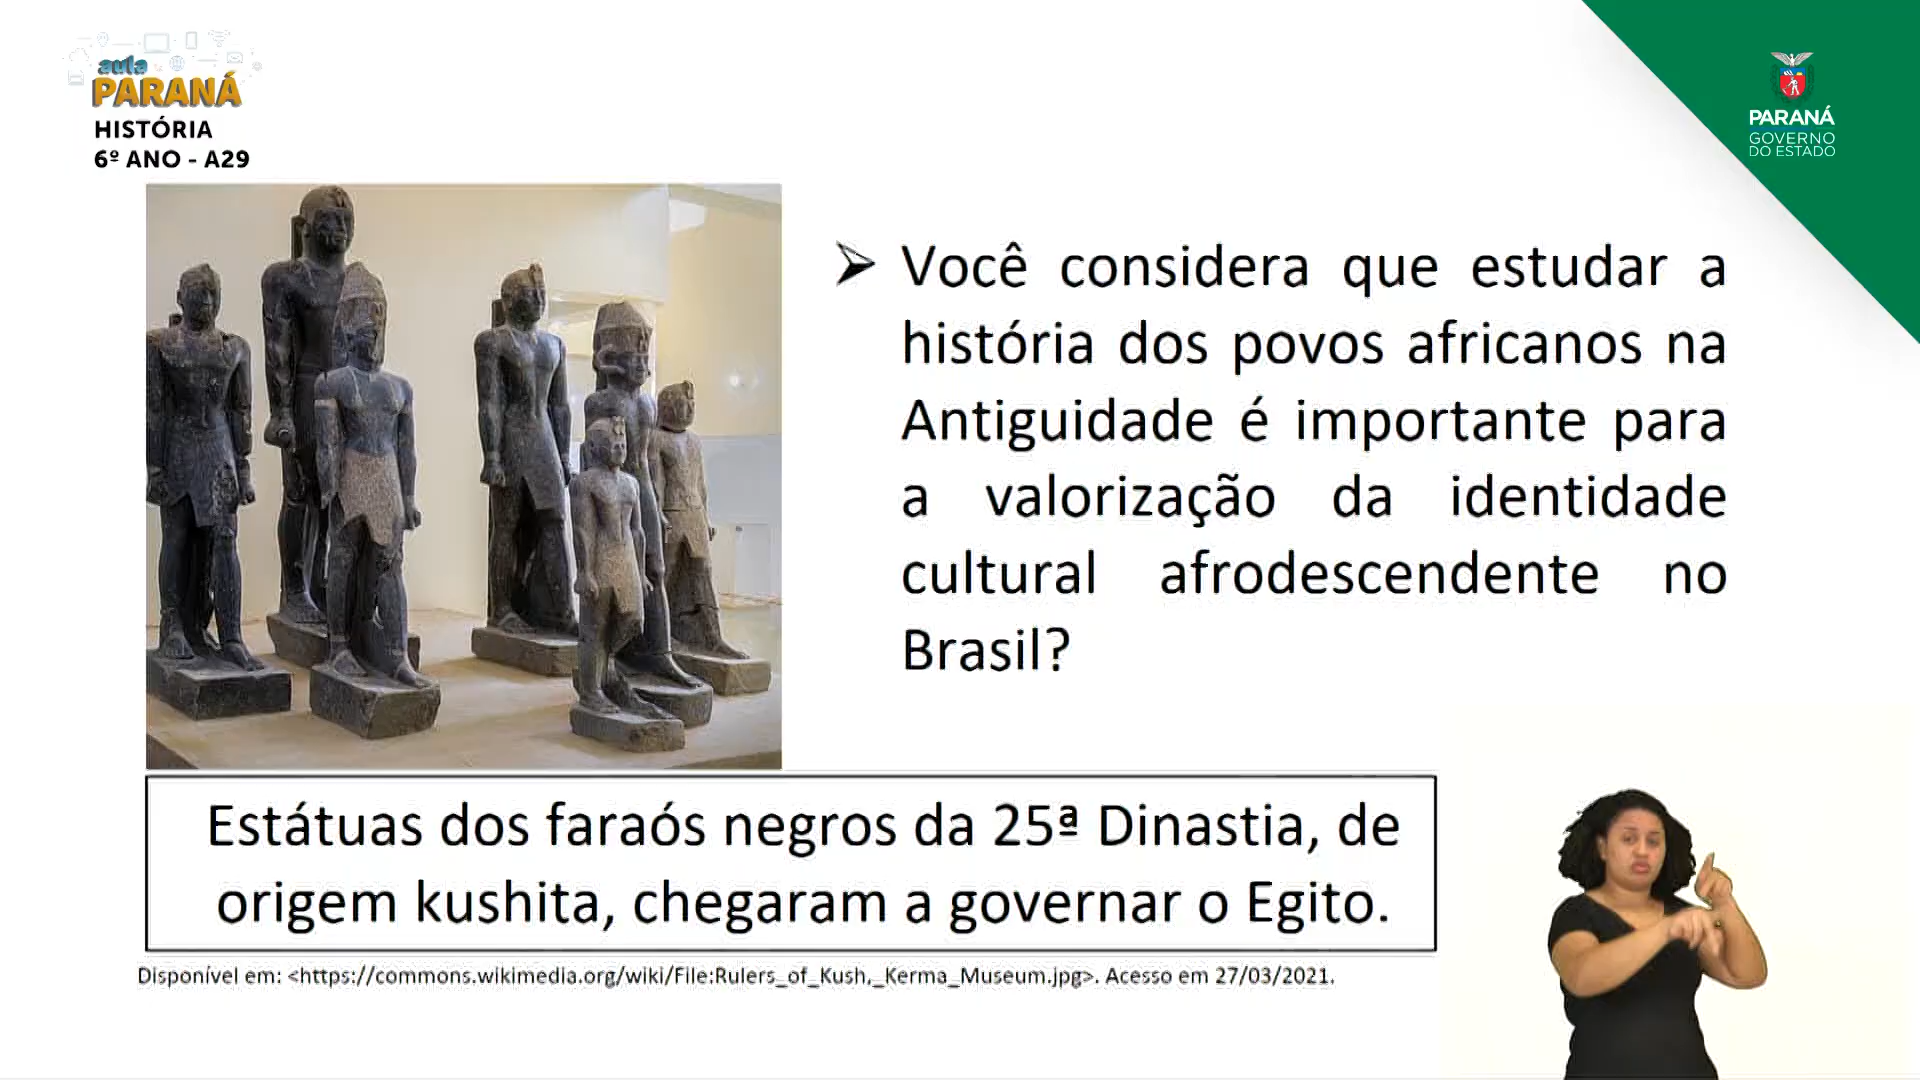 aula
PARANÁ
HISTÓRIA
6º ANO - A29
PARANÁ
GOVERNO
DO ESTADO
➢ Você considera que estudar a
história dos povos africanos na
Antiguidade é importante para
a valorização da identidade
cultural afrodescendente no
Brasil?
Estátuas dos faraós negros da 25ª Dinastia, de
origem kushita, chegaram a governar o Egito.
Disponível em: <https://commons.wikimedia.org/wiki/File:Rulers_of_Kush,_Kerma_Museum.jpg>. Acesso em 27/03/2021.